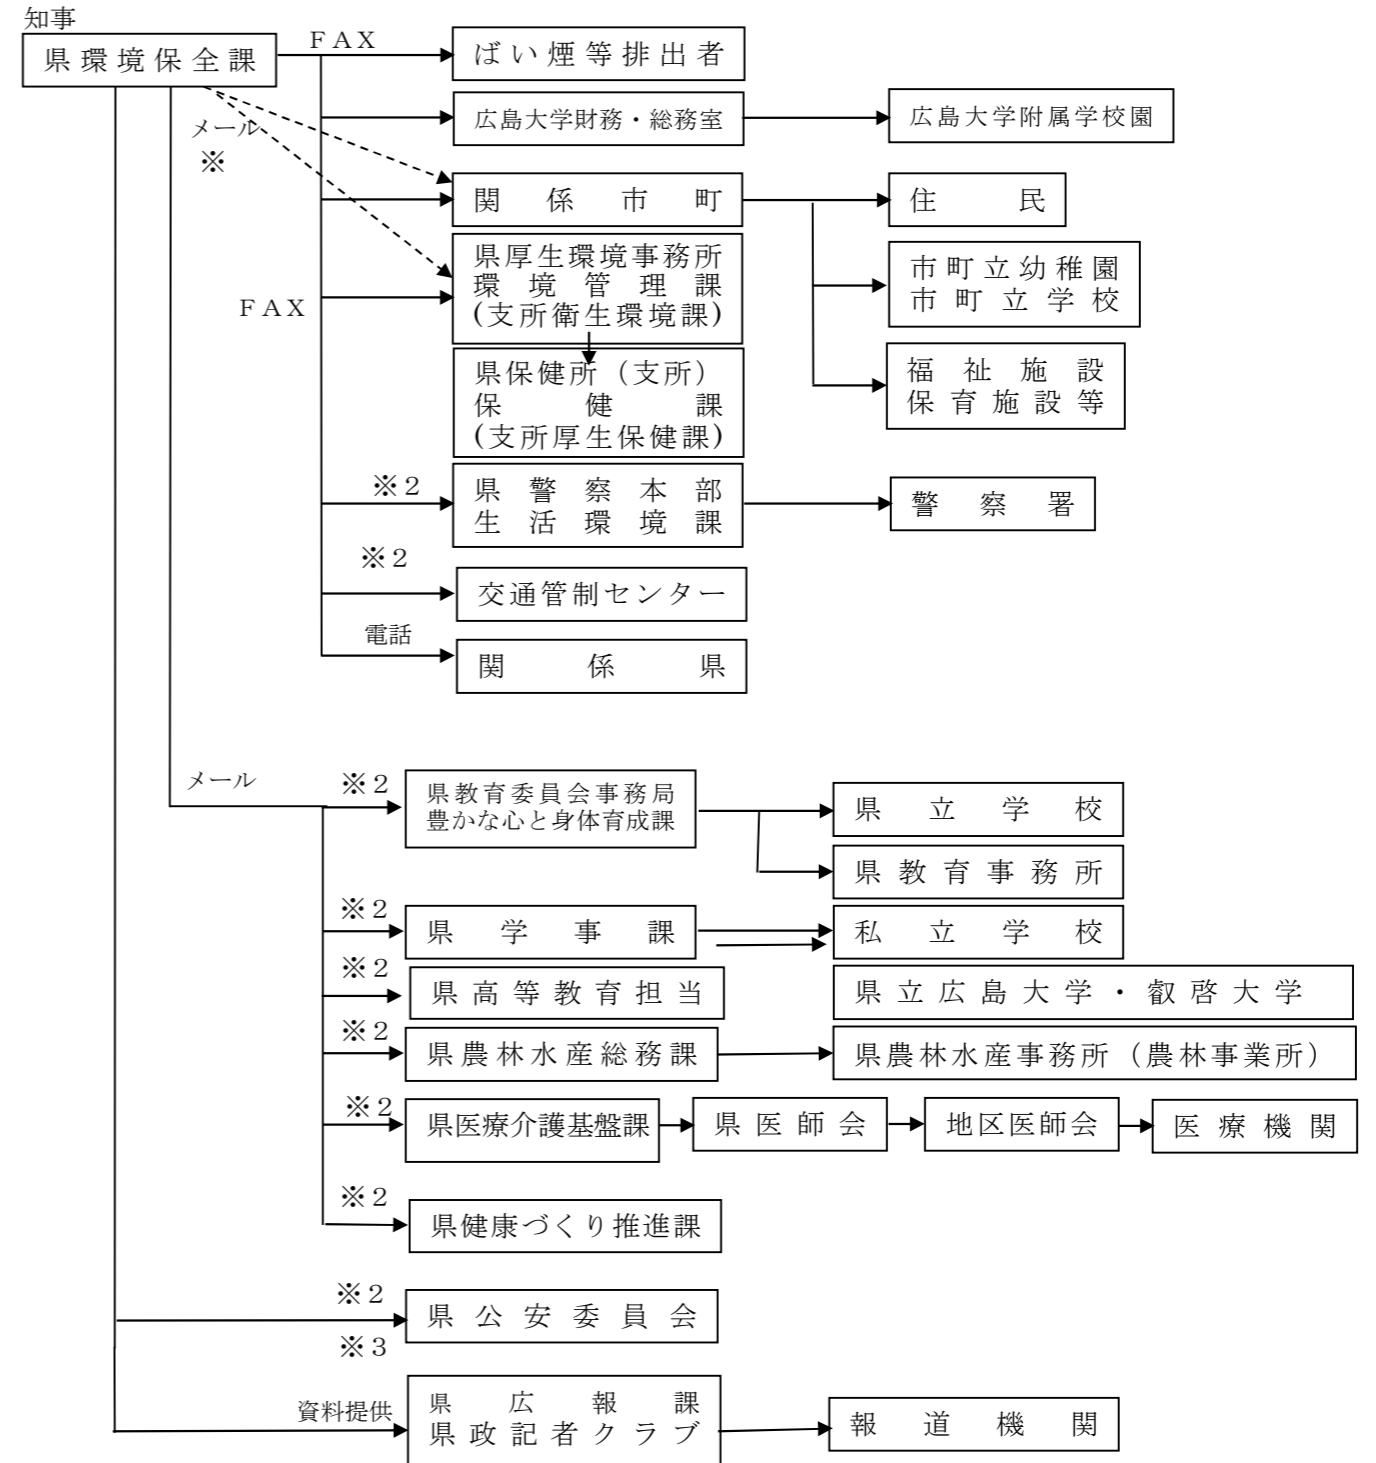 知事
県環境保全課
ＦＡＸ
ばい煙等排出者
広島大学財務・総務室
広島大学附属学校園
メール
※
関係市町
住民
県厚生環境事務所
環境管理課
(支所衛生環境課)
市町立幼稚園
市町立学校
ＦＡＸ
県保健所（支所）
保健課
(支所厚生保健課)
福祉施設
保育施設等
※２
県警察本部
生活環境課
警察署
※２
交通管制センター
電話
関係県
メール
※２
県教育委員会事務局
豊かな心と身体育成課
県立学校
県教育事務所
※２
県学事課
私立学校
※２
県高等教育担当
県立広島大学・叡啓大学
※２
県農林水産総務課
県農林水産事務所（農林事業所）
※２
県医療介護基盤課
県医師会
地区医師会
医療機関
※２
県健康づくり推進課
※２
県公安委員会
※３
資料提供
県広報課
県政記者クラブ
報道機関